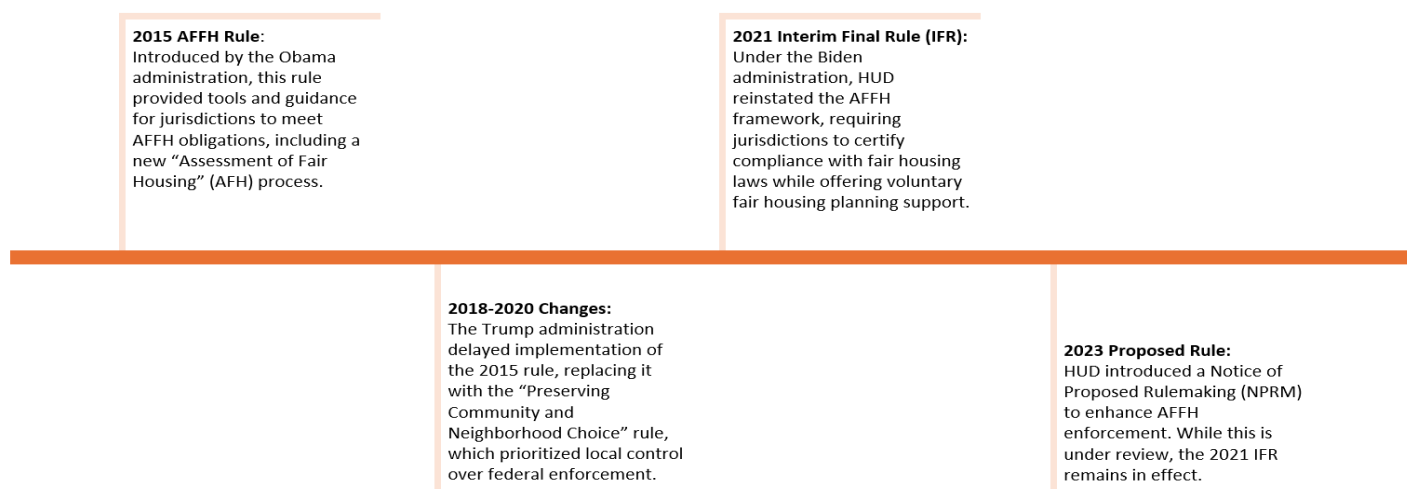 2015 AFFH Rule:
Introduced by the Obama
administration, this rule
provided tools and guidance
for jurisdictions to meet
AFFH obligations, including a
new “Assessment of Fair
Housing” (AFH) process.
2018-2020 Changes:
The Trump administration
delayed implementation of
the 2015 rule, replacing it
with the “Preserving
Community and
Neighborhood Choice” rule,
which prioritized local control
over federal enforcement.
2021 Interim Final Rule (IFR):
Under the Biden
administration, HUD
reinstated the AFFH
framework, requiring
jurisdictions to certify
compliance with fair housing
laws while offering voluntary
fair housing planning support.
2023 Proposed Rule:
HUD introduced a Notice of
Proposed Rulemaking (NPRM)
to enhance AFFH
enforcement. While this is
under review, the 2021 IFR
remains in effect.